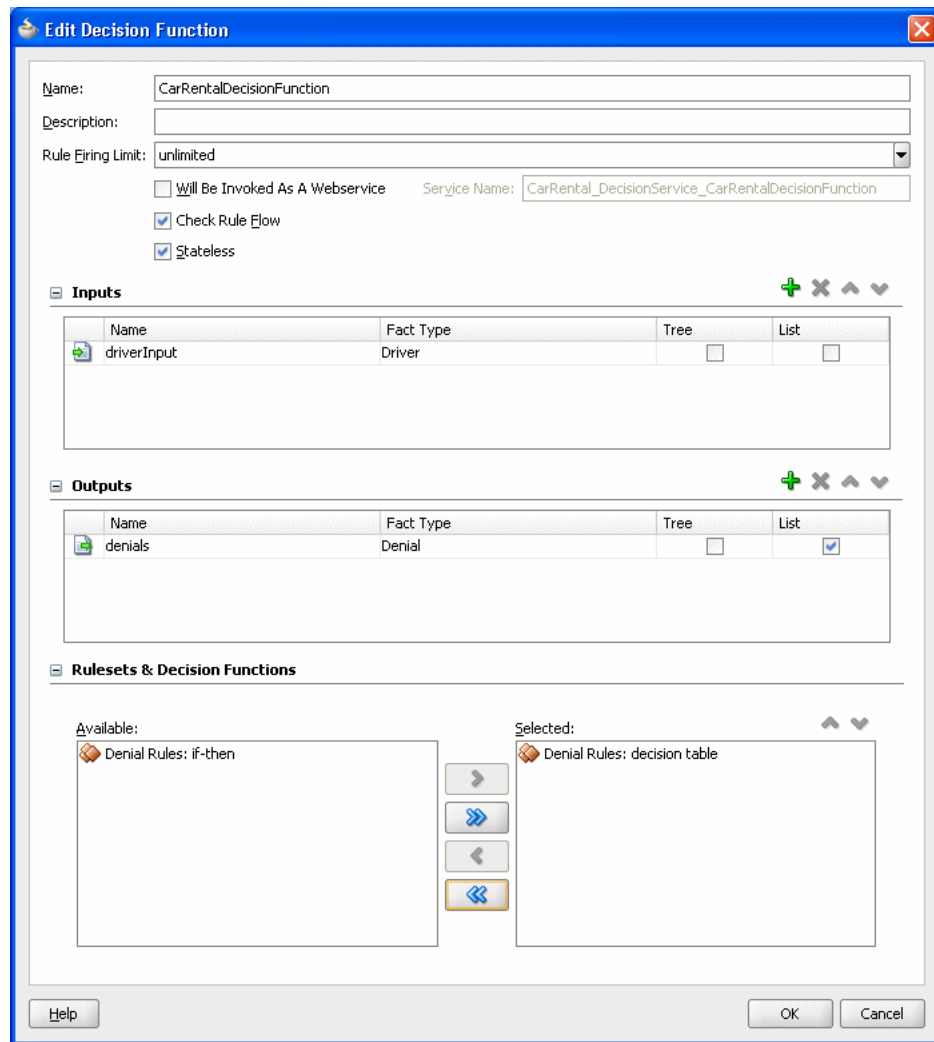 Edit Decision Function
Name: CarRentalDecisionFunction
Description:
Rule Firing Limit: unlimited
Will Be Invoked As A Webservice Service Name: CarRental_DecisionService_CarRentalDecisionFunction
Check Rule Flow
Stateless
Inputs
Name Fact Type Tree List
driverInput Driver
Outputs
Name Fact Type Tree List
denials Denial
Rulesets & Decision Functions
Available: Selected:
Denial Rules: if-then Denial Rules: decision table
Help OK Cancel